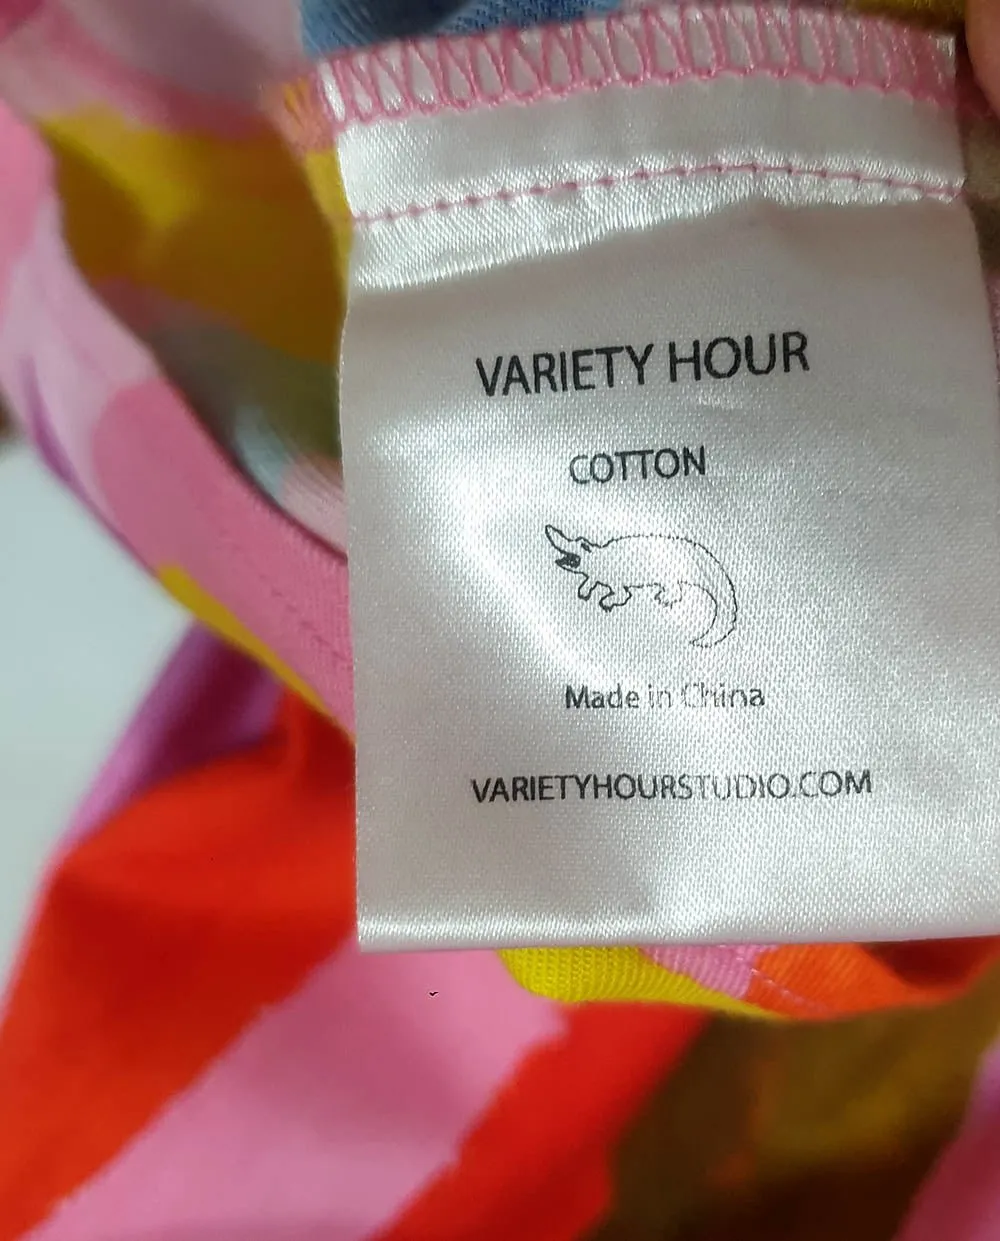 VARIETY HOUR
COTTON
Made in China
VARIETYHOURSTUDIO.COM